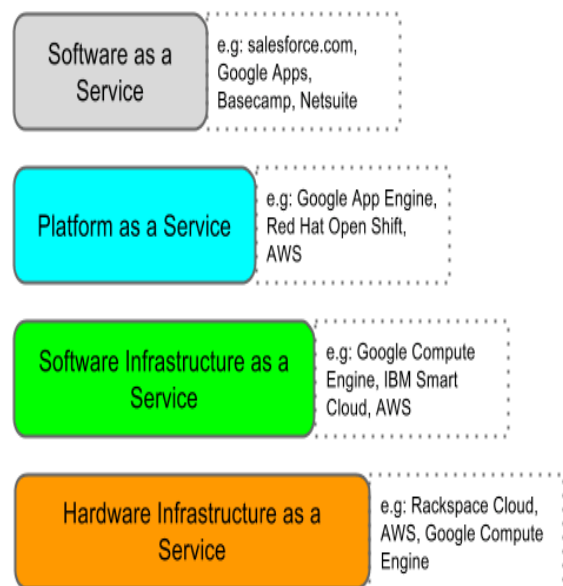 Software as a
Service
e.g: salesforce.com,
Google Apps,
Basecamp, Netsuite
Platform as a Service
e.g: Google App Engine,
Red Hat Open Shift,
AWS
Software Infrastructure as a
Service
e.g: Google Compute
Engine, IBM Smart
Cloud, AWS
Hardware Infrastructure as a
Service
e.g: Rackspace Cloud,
AWS, Google Compute
Engine